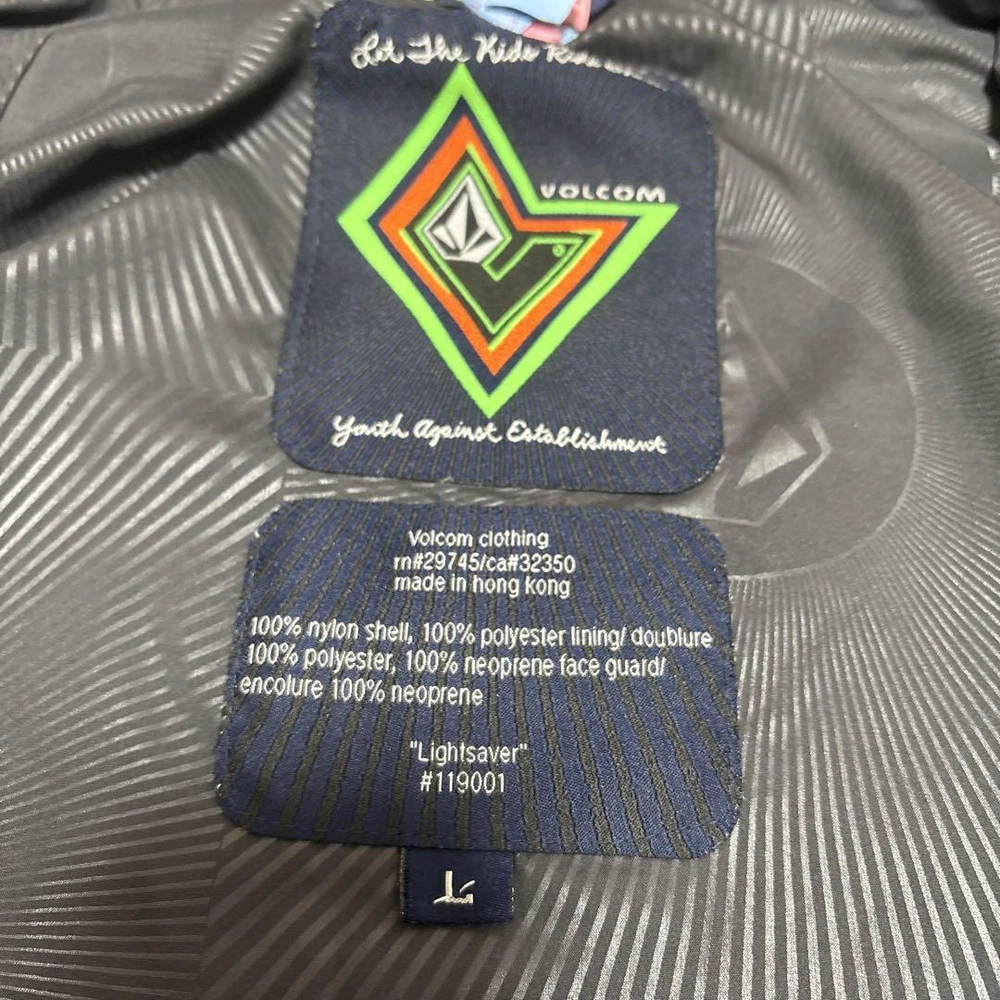 Let The Kids
VOLCOM
Youth Against Establishment
Volcom clothing
rn#29745/ca#32350
made in hong kong
100% nylon shell, 100% polyester lining/ doublure
100% polyester, 100% neoprene face guard/
encolure 100% neoprene
"Lightsaver"
#119001
L